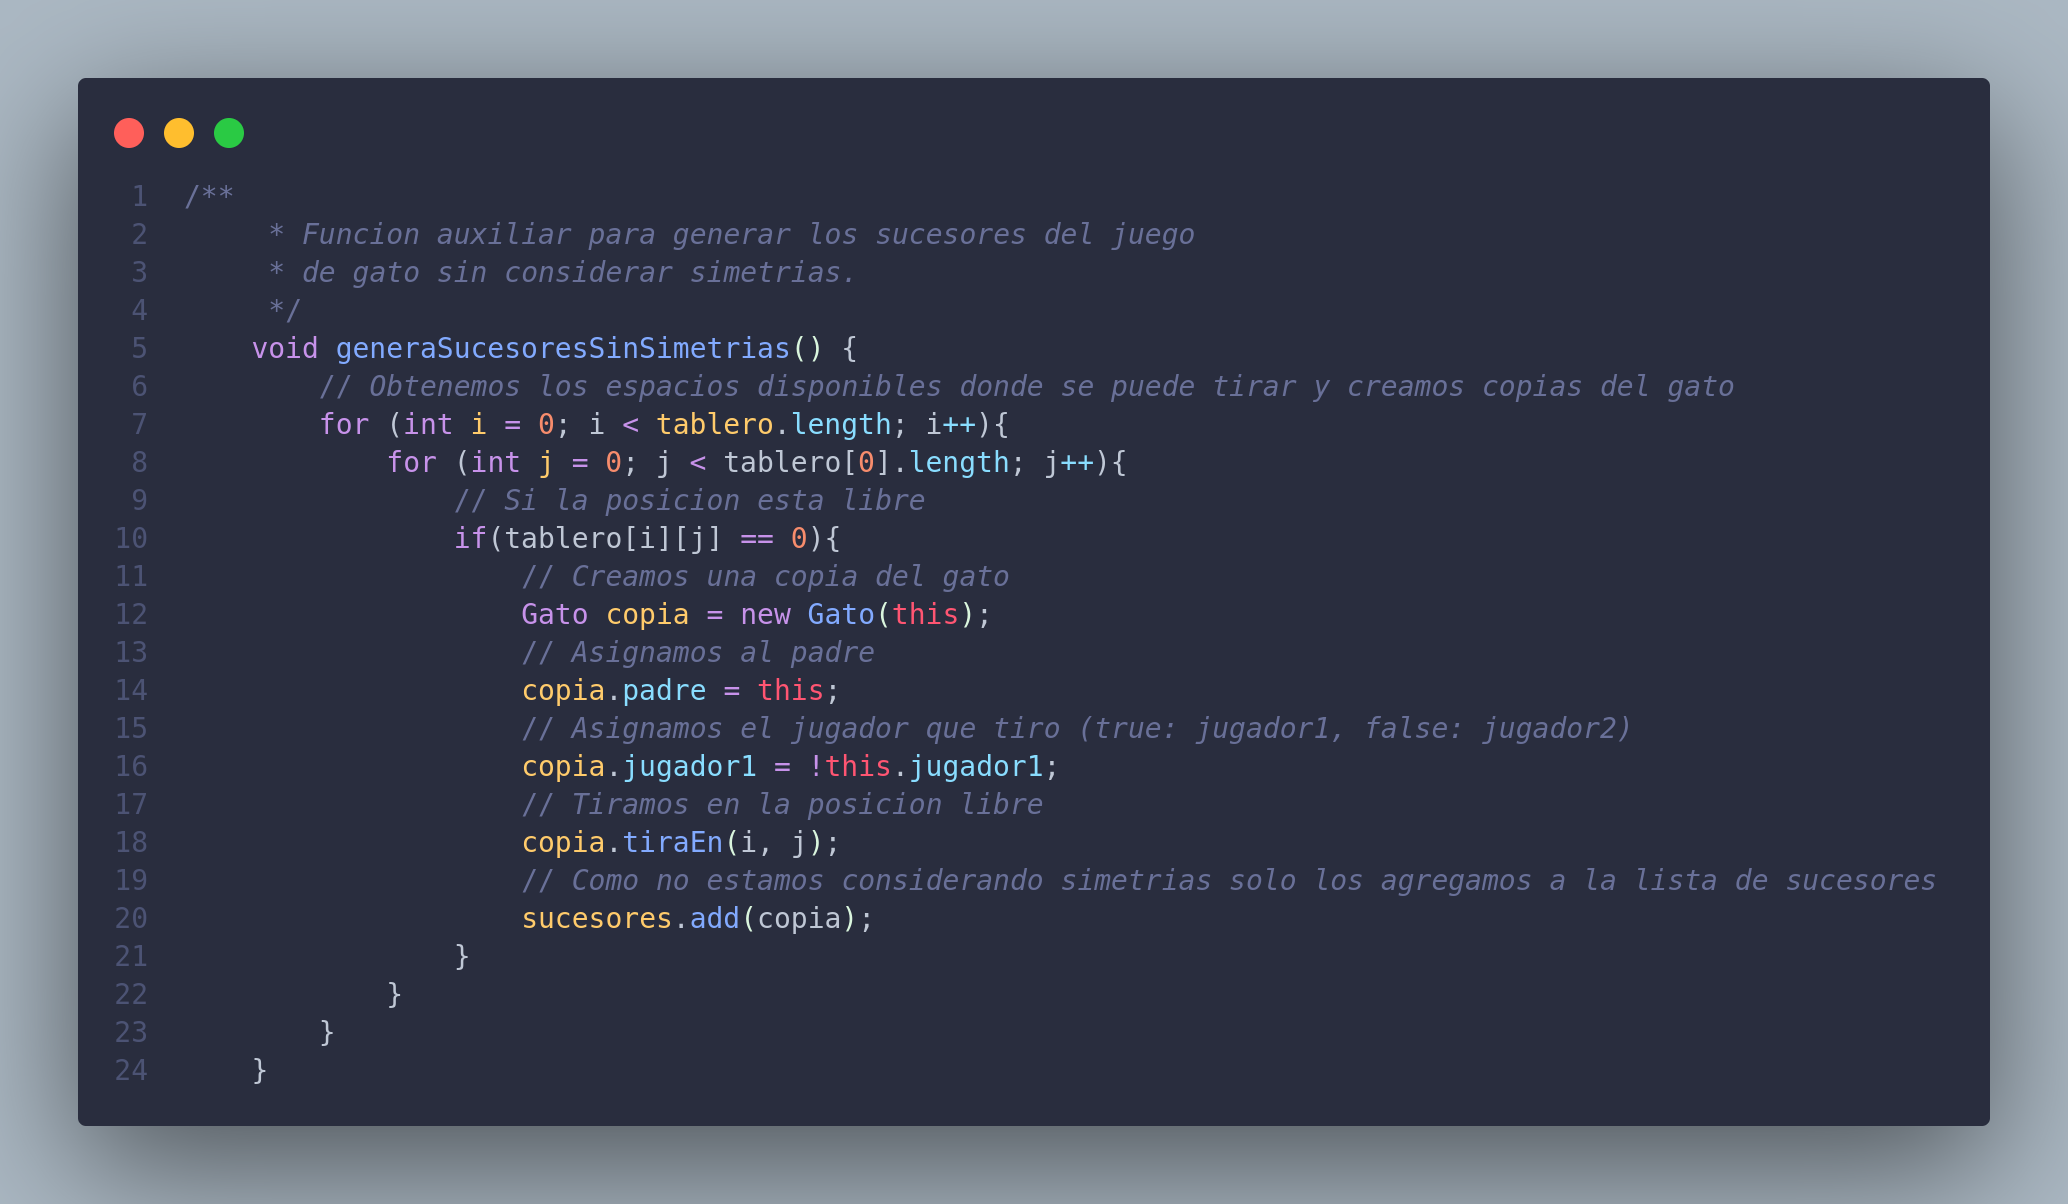 1 /**
2      * Funcion auxiliar para generar los sucesores del juego
3      * de gato sin considerar simetrias.
4      */
5     void generaSucesoresSinSimetrias() {
6         // Obtenemos los espacios disponibles donde se puede tirar y creamos copias del gato
7         for (int i = 0; i < tablero.length; i++){
8             for (int j = 0; j < tablero[0].length; j++){
9                 // Si la posicion esta libre
10                 if(tablero[i][j] == 0){
11                     // Creamos una copia del gato
12                     Gato copia = new Gato(this);
13                     // Asignamos al padre
14                     copia.padre = this;
15                     // Asignamos el jugador que tiro (true: jugador1, false: jugador2)
16                     copia.jugador1 = !this.jugador1;
17                     // Tiramos en la posicion libre
18                     copia.tiraEn(i, j);
19                     // Como no estamos considerando simetrias solo los agregamos a la lista de sucesores
20                     sucesores.add(copia);
21                 }
22             }
23         }
24     }